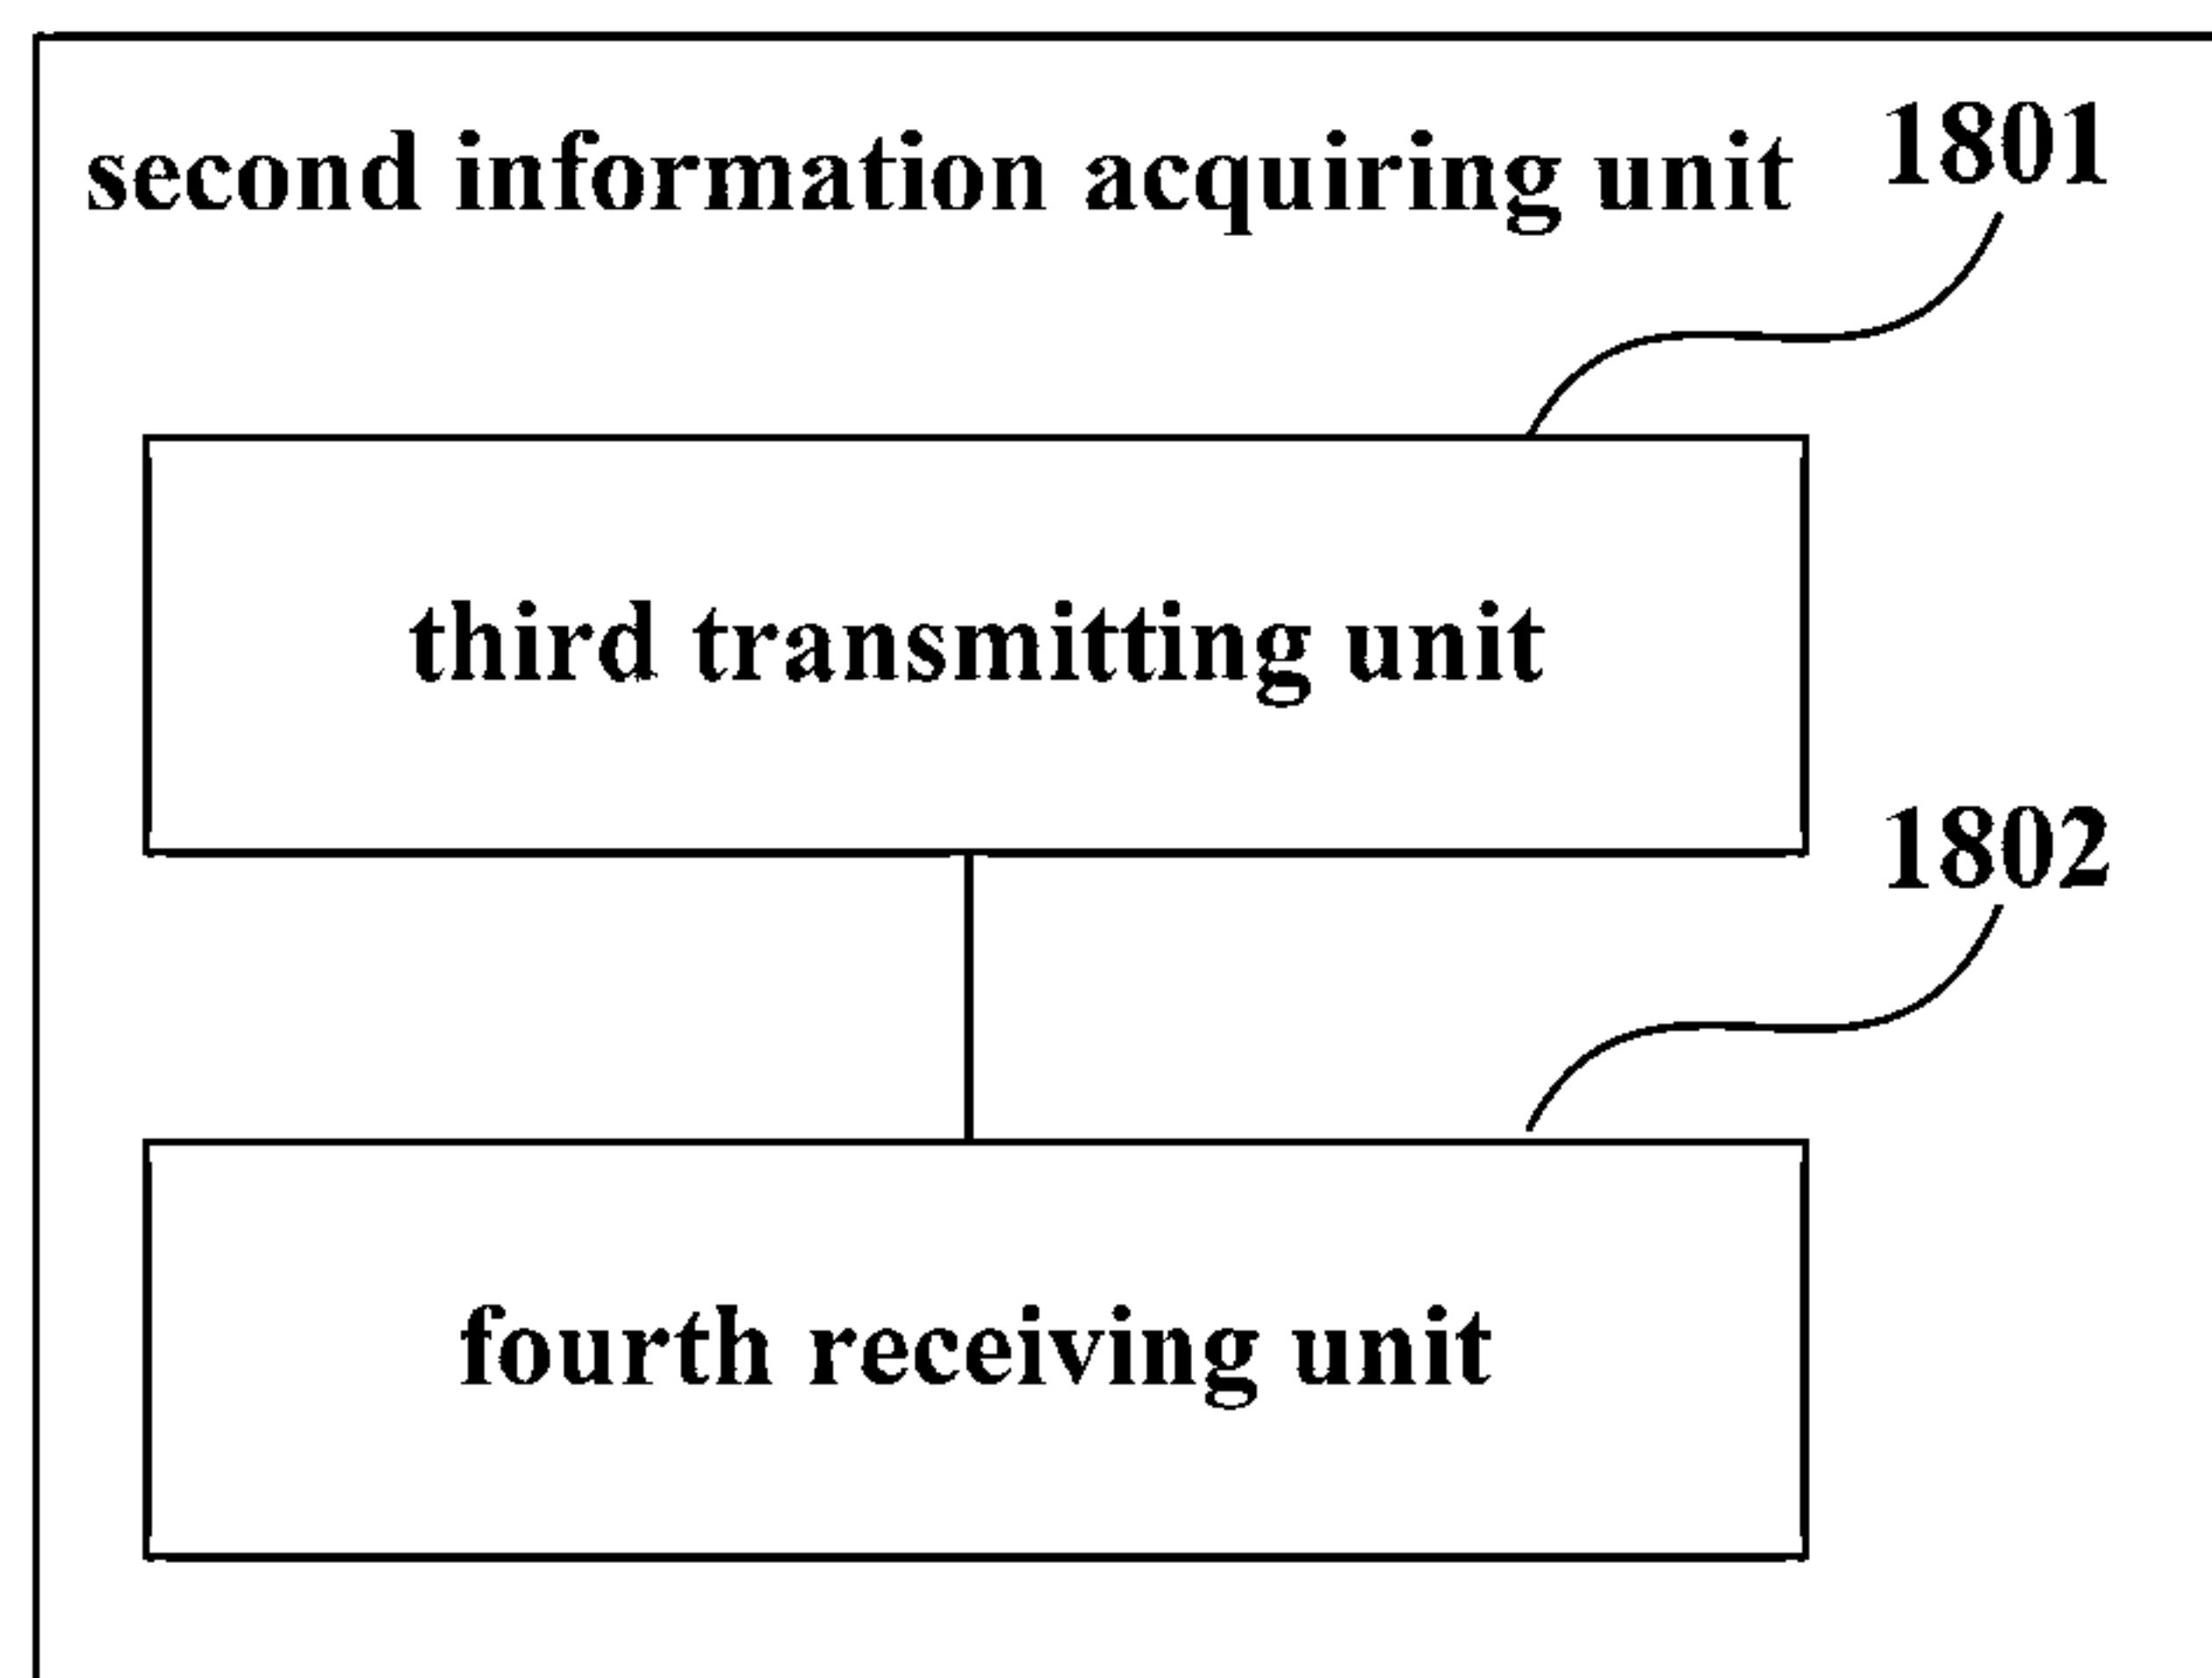 second information acquiring unit 1801
third transmitting unit
1802
fourth receiving unit